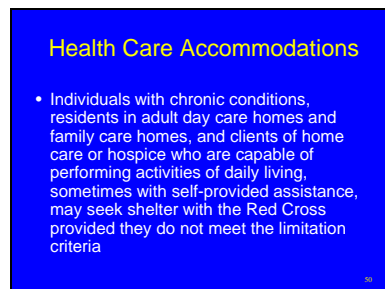 Health Care Accommodations
• Individuals with chronic conditions,
residents in adult day care homes and
family care homes, and clients of home
care or hospice who are capable of
performing activities of daily living,
sometimes with self-provided assistance,
may seek shelter with the Red Cross
provided they do not meet the limitation
criteria
50